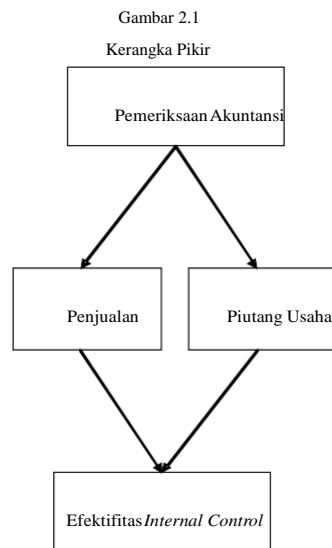 Gambar 2.1
Kerangka Pikir
Pemeriksaan Akuntansi
Penjualan
Piutang Usaha
Efektifitas Internal Control